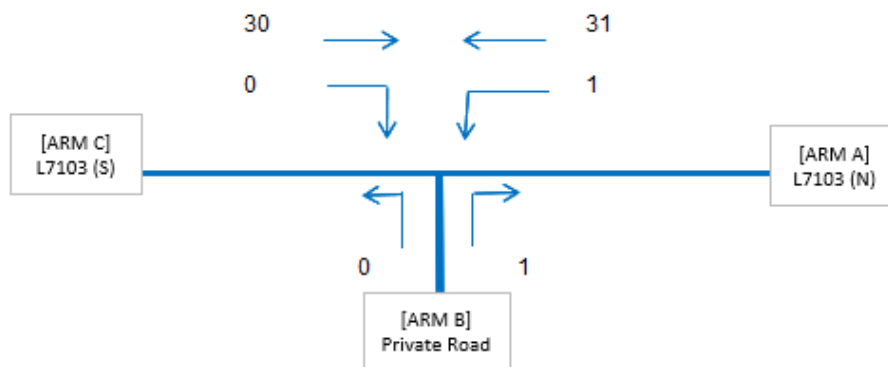 30 31
0 1
[ARM C]
L7103 (S)
[ARM A]
L7103 (N)
0 1
[ARM B]
Private Road